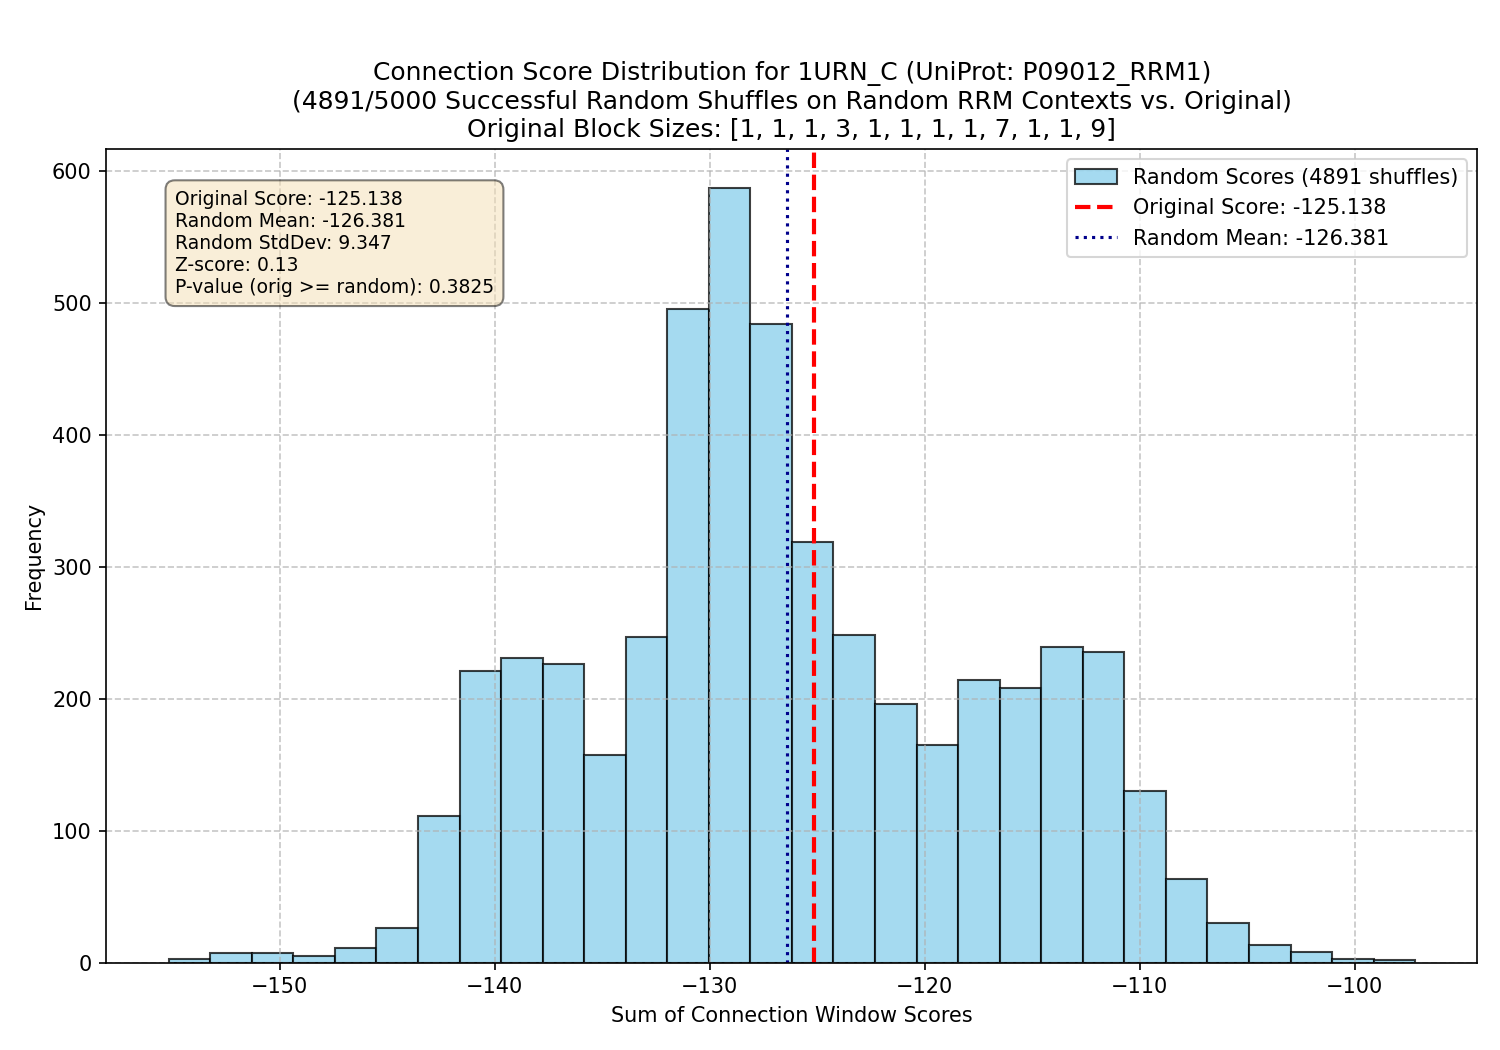 Connection Score Distribution for 1URN_C (UniProt: P09012_RRM1)
(4891/5000 Successful Random Shuffles on Random RRM Contexts vs. Original)
Original Block Sizes: [1, 1, 1, 3, 1, 1, 1, 1, 7, 1, 1, 9]
Original Score: -125.138
Random Mean: -126.381
Random StdDev: 9.347
Z-score: 0.13
P-value (orig >= random): 0.3825
Random Scores (4891 shuffles)
Original Score: -125.138
Random Mean: -126.381
Frequency
600
500
400
300
200
100
0
−150 −140 −130 −120 −110 −100
Sum of Connection Window Scores